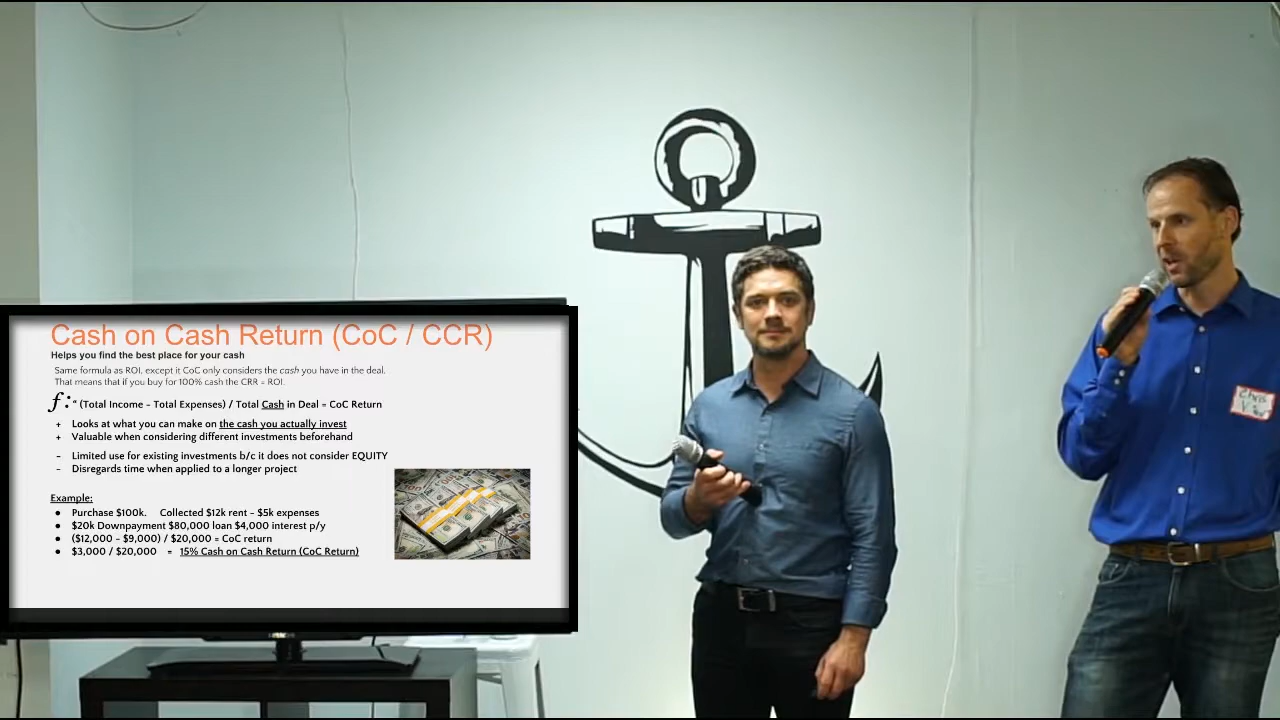 Cash on Cash Return (CoC / CCR)
Helps you find the best place for your cash
Same formula as ROI, except it CoC only considers the cash you have in the deal.
That means that if you buy for 100% cash the CRR = ROI.
f: " (Total Income - Total Expenses) / Total Cash in Deal = CoC Return
+ Looks at what you can make on the cash you actually invest
+ Valuable when considering different investments beforehand
- Limited use for existing investments b/c it does not consider EQUITY
- Disregards time when applied to a longer project
Example:
● Purchase $100k. Collected $12k rent - $5k expenses
● $20k Downpayment $80,000 loan $4,000 interest p/y
● ($12,000 - $9,000) / $20,000 = CoC return
● $3,000 / $20,000 = 15% Cash on Cash Return (CoC Return)
Chris